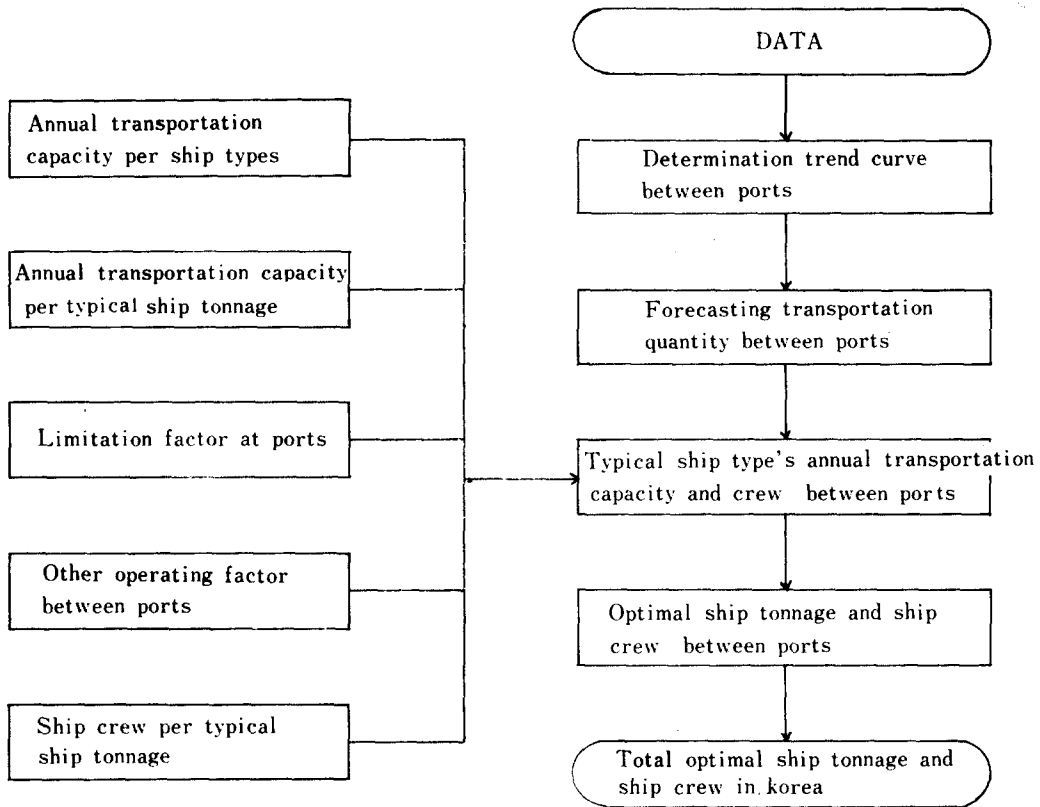 DATA
Annual transportation
capacity per ship types
Annual transportation capacity
per typical ship tonnage
Limitation factor at ports
Other operating factor
between ports
Ship crew per typical
ship tonnage
Determination trend curve
between ports
Forecasting transportation
quantity between ports
Typical ship type's annual transportation
capacity and crew between ports
Optimal ship tonnage and ship
crew between ports
Total optimal ship tonnage and
ship crew in korea